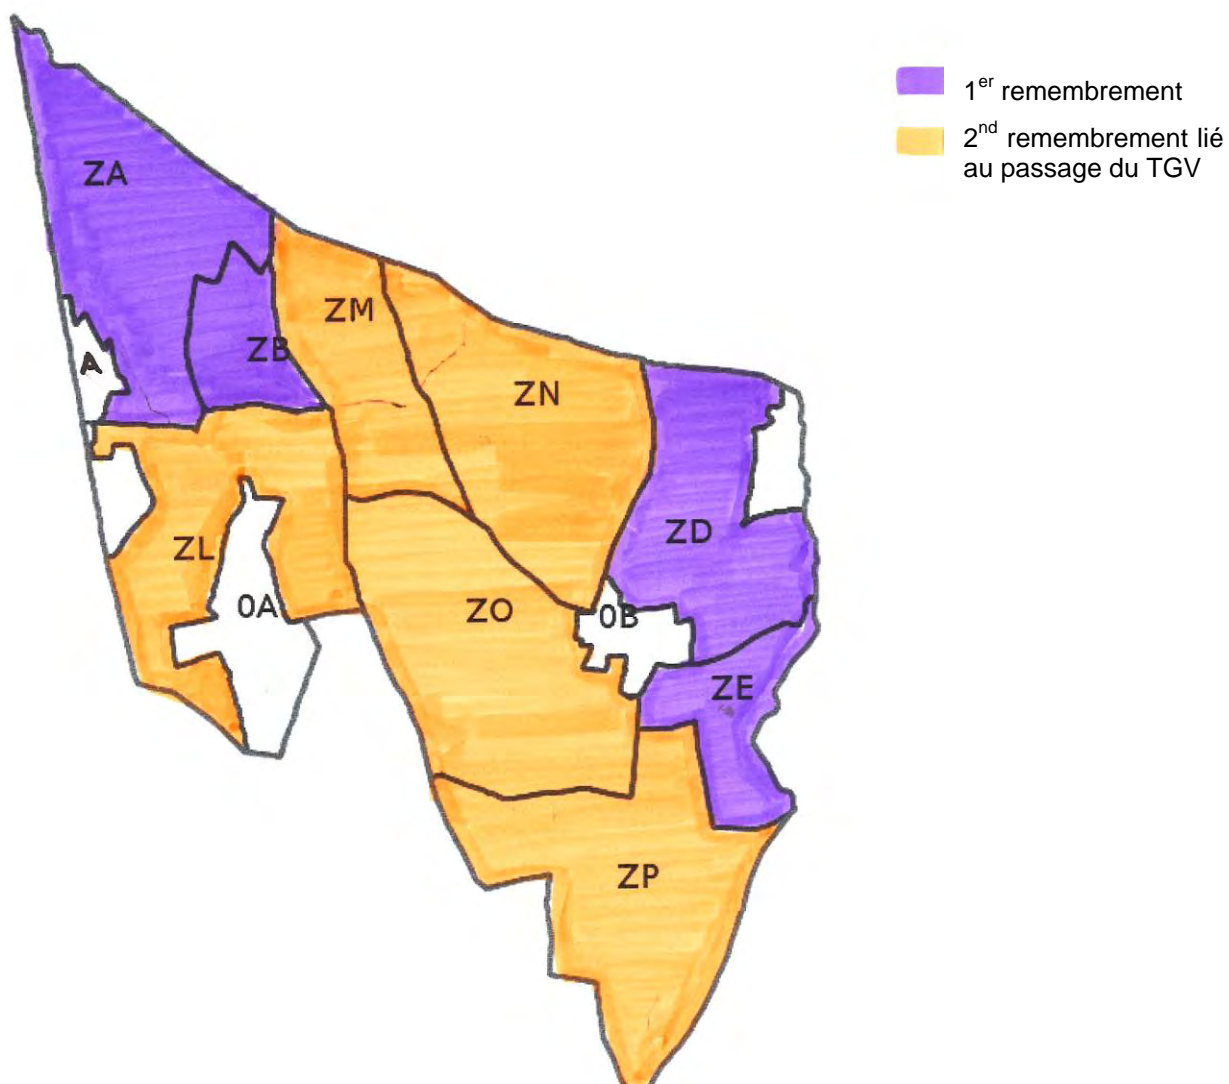 1er remembrement
2nd remembrement lié
au passage du TGV
ZA
ZM
ZB
A
ZN
ZD
ZL
0A
ZO
0B
ZE
ZP